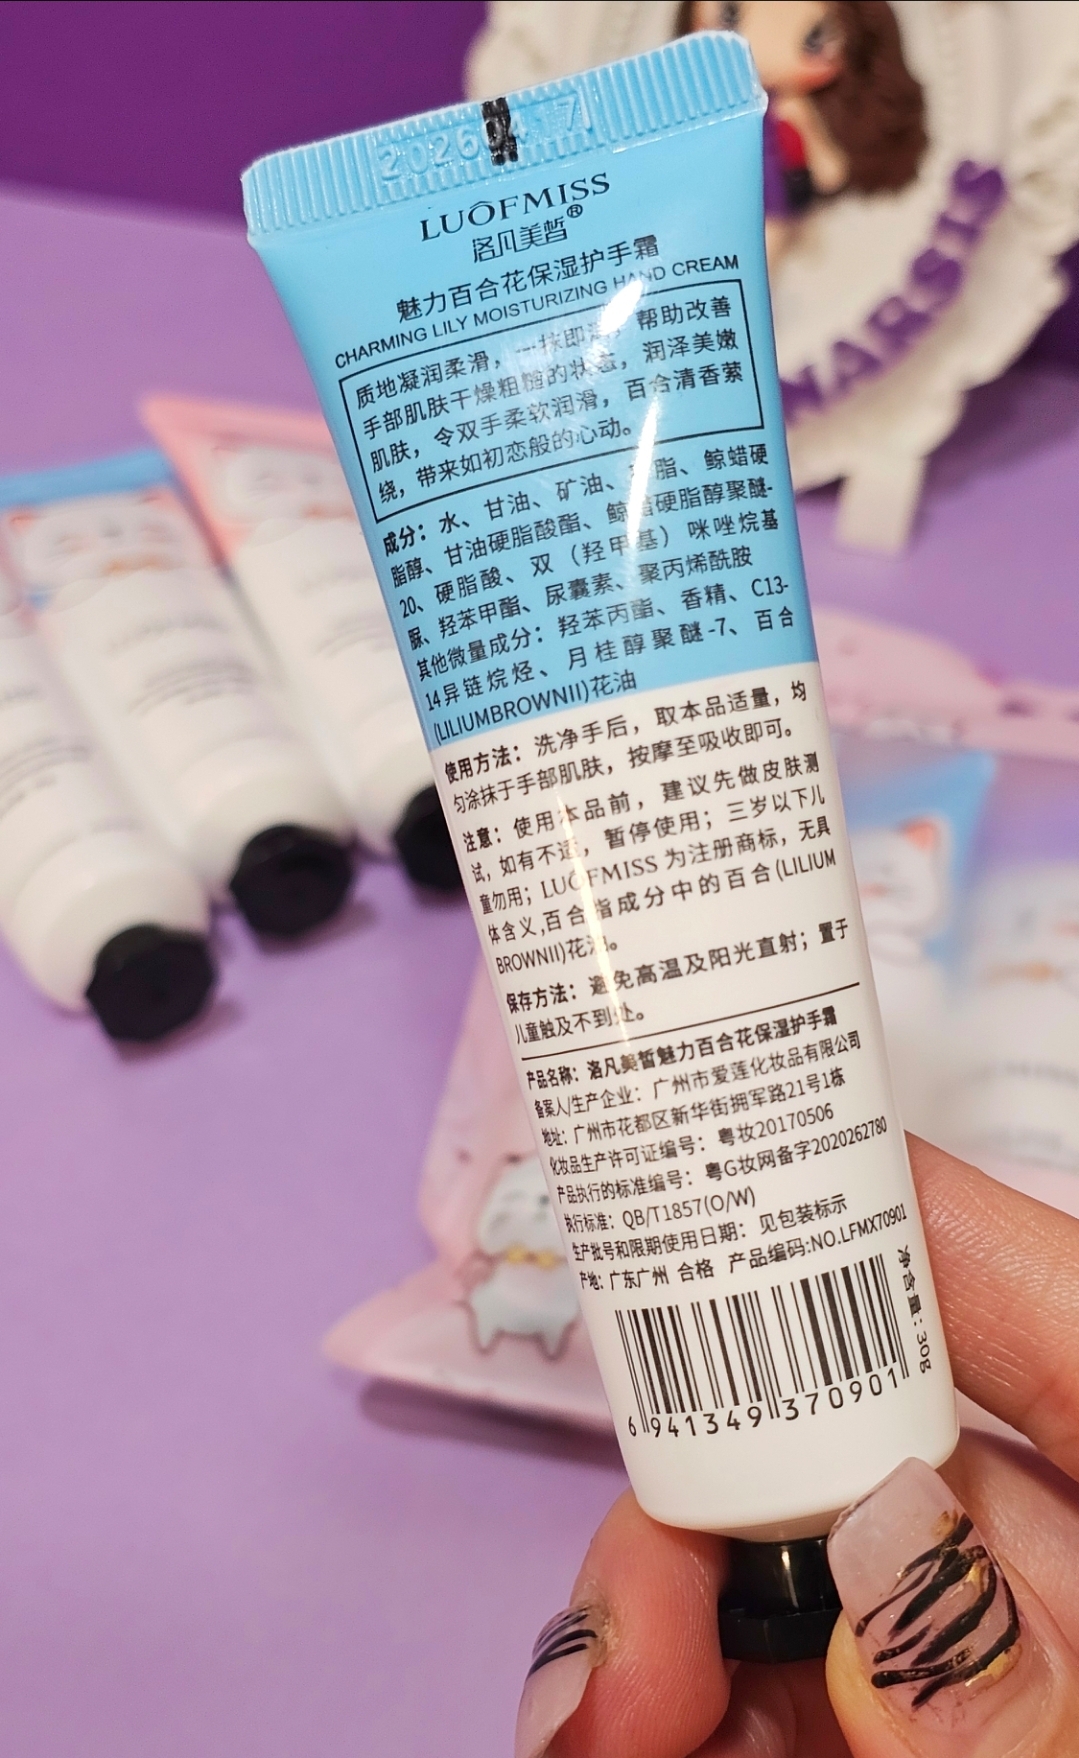 LUOFMISS
洛凡美皙®
魅力百合花保湿护手霜
CHARMING LILY MOISTURIZING HAND CREAM
质地凝润柔滑，一抹即润，帮助改善
手部肌肤干燥粗糙的状态，润泽美嫩
肌肤，令双手柔软润滑，百合清香萦
绕，带来如初恋般的心动。
成分：水、甘油、矿油、脂、鲸蜡硬
脂醇、甘油硬脂酸酯、鲸蜡硬脂醇聚醚-
20、硬脂酸、双（羟甲基）咪唑烷基
脲、羟苯甲酯、尿囊素、聚丙烯酰胺
其他微量成分：羟苯丙酯、香精、C13-
14异链烷烃、月桂醇聚醚-7、百合
(LILIUMBROWNII)花油
使用方法：洗净手后，取本品适量，均
匀涂抹于手部肌肤，按摩至吸收即可。
注意：使用本品前，建议先做皮肤测
试，如有不适，暂停使用；三岁以下儿
童勿用；LUÔFMISS 为注册商标，无具
体含义,百合指成分中的百合(LILIUM
BROWNII)花油。
保存方法：避免高温及阳光直射；置于
儿童触及不到处。
产品名称：洛凡美皙魅力百合花保湿护手霜
备案人/生产企业：广州市爱莲化妆品有限公司
地址：广州市花都区新华街拥军路21号1栋
化妆品生产许可证编号：粤妆20170506
产品执行的标准编号：粤G妆网备字2020262780
执行标准：QB/T1857(O/W)
生产批号和限期使用日期：见包装标示
产地：广东广州 合格 产品编码:NO.LFMX70901
净含量：30g
6 941349 370901
NARSIS